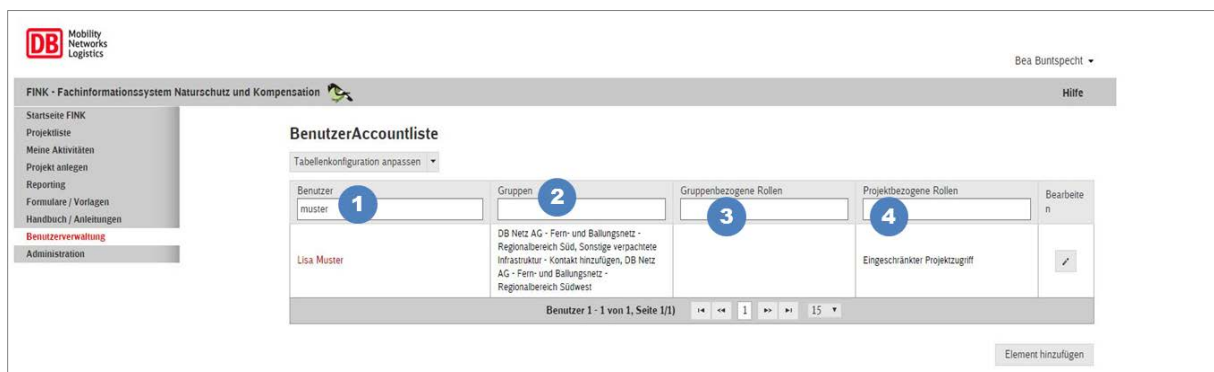 DB
Mobility
Networks
Logistics
Bea Buntspecht
FINK - Fachinformationssystem Naturschutz und Kompensation
Hilfe
Startseite FINK
Projektliste
Meine Aktivitäten
Projekt anlegen
Reporting
Formulare / Vorlagen
Handbuch / Anleitungen
Benutzerverwaltung
Administration
BenutzerAccountliste
Tabellenkonfiguration anpassen
Benutzer
muster
1
Gruppen
2
Gruppenbezogene Rollen
3
Projektbezogene Rollen
4
Bearbeite
n
Lisa Muster
DB Netz AG - Fern- und Ballungsnetz -
Regionalbereich Süd, Sonstige verpachtete
Infrastruktur - Kontakt hinzufügen, DB Netz
AG - Fern- und Ballungsnetz -
Regionalbereich Südwest
Eingeschränkter Projektzugriff
Benutzer 1 - 1 von 1, Seite 1/1)
1
15
Element hinzufügen